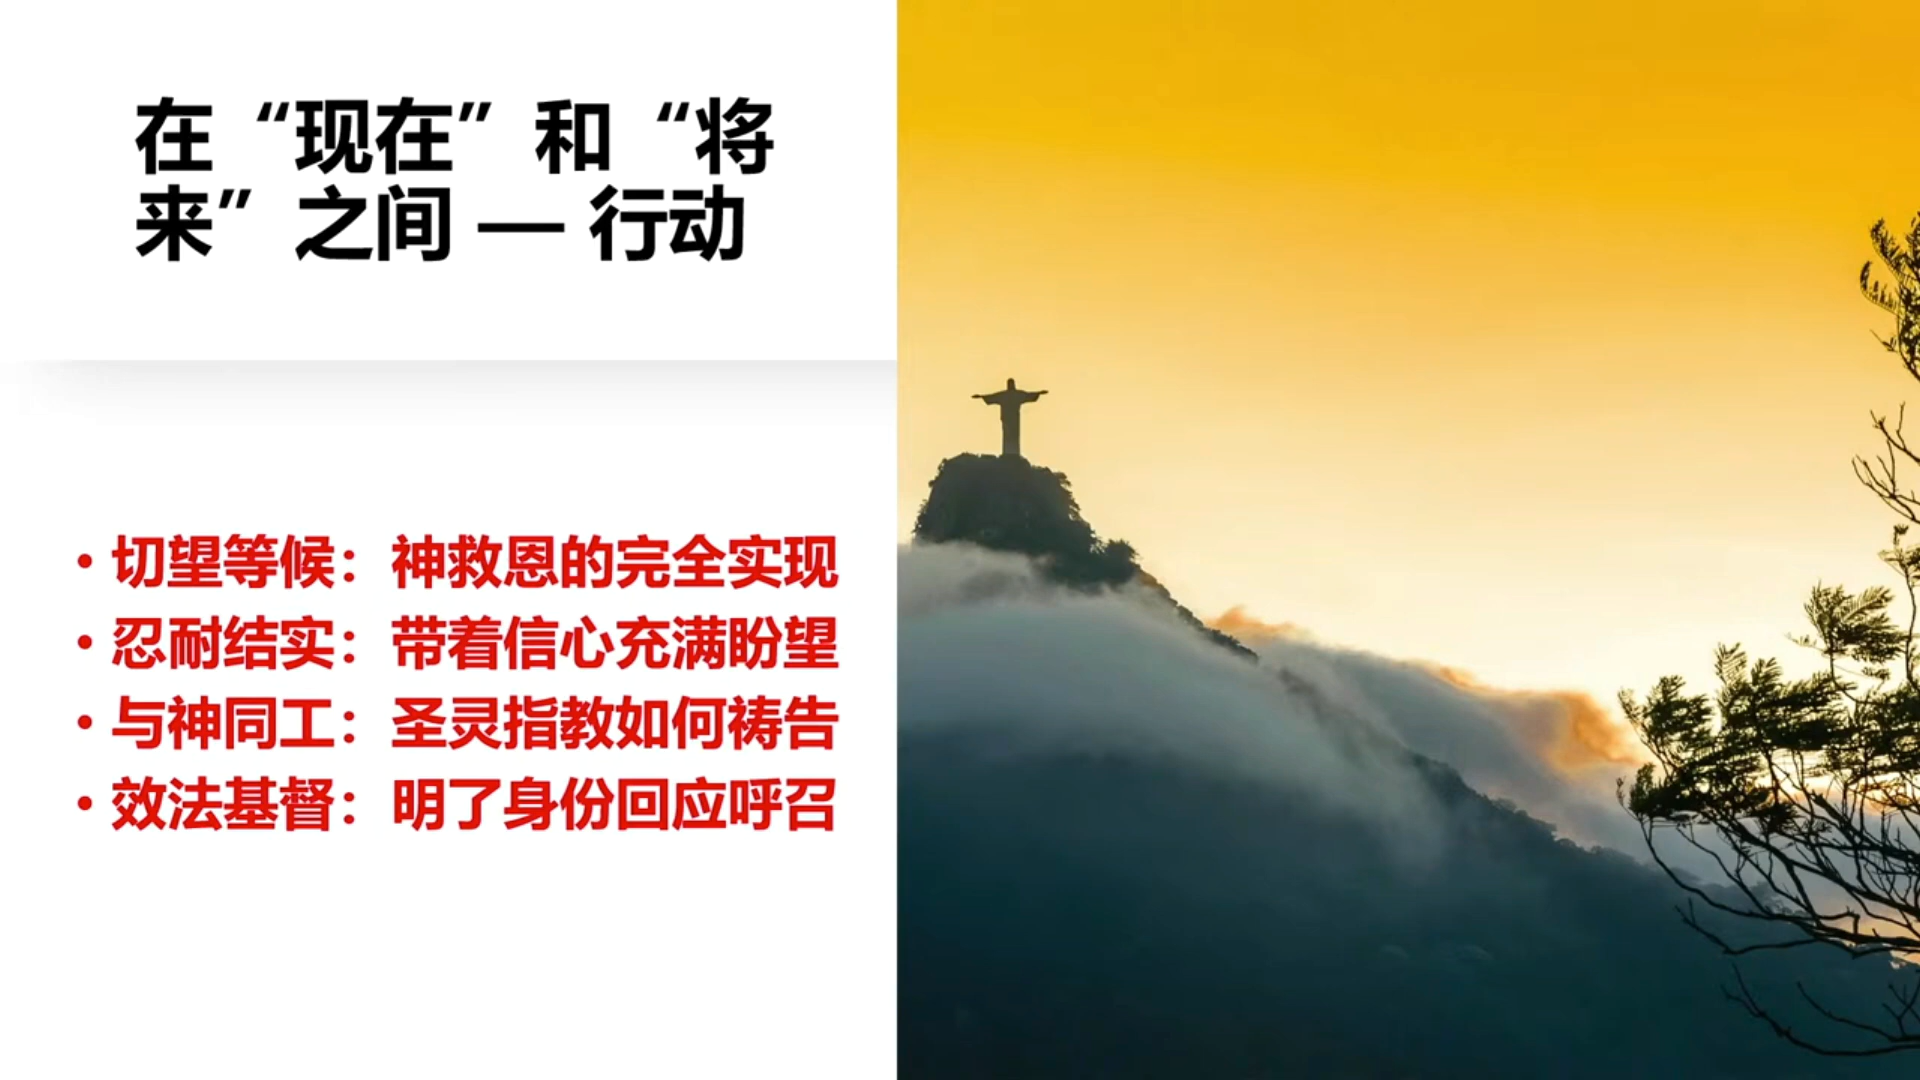 在“现在”和“将
来”之间 — 行动
• 切望等候：神救恩的完全实现
• 忍耐结实：带着信心充满盼望
• 与神同工：圣灵指教如何祷告
• 效法基督：明了身份回应呼召